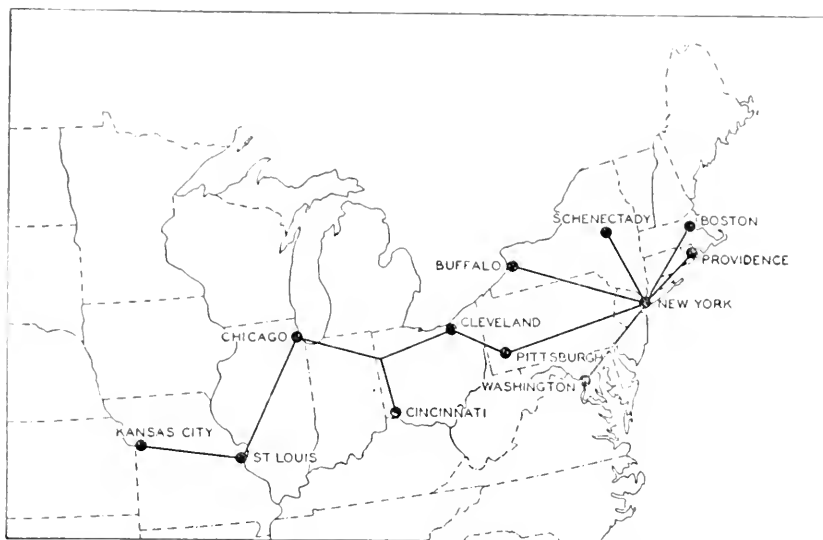 SCHENECTADY
BOSTON
PROVIDENCE
BUFFALO
NEW YORK
CLEVELAND
CHICAGO
PITTSBURGH
WASHINGTON
CINCINNATI
KANSAS CITY
ST LOUIS